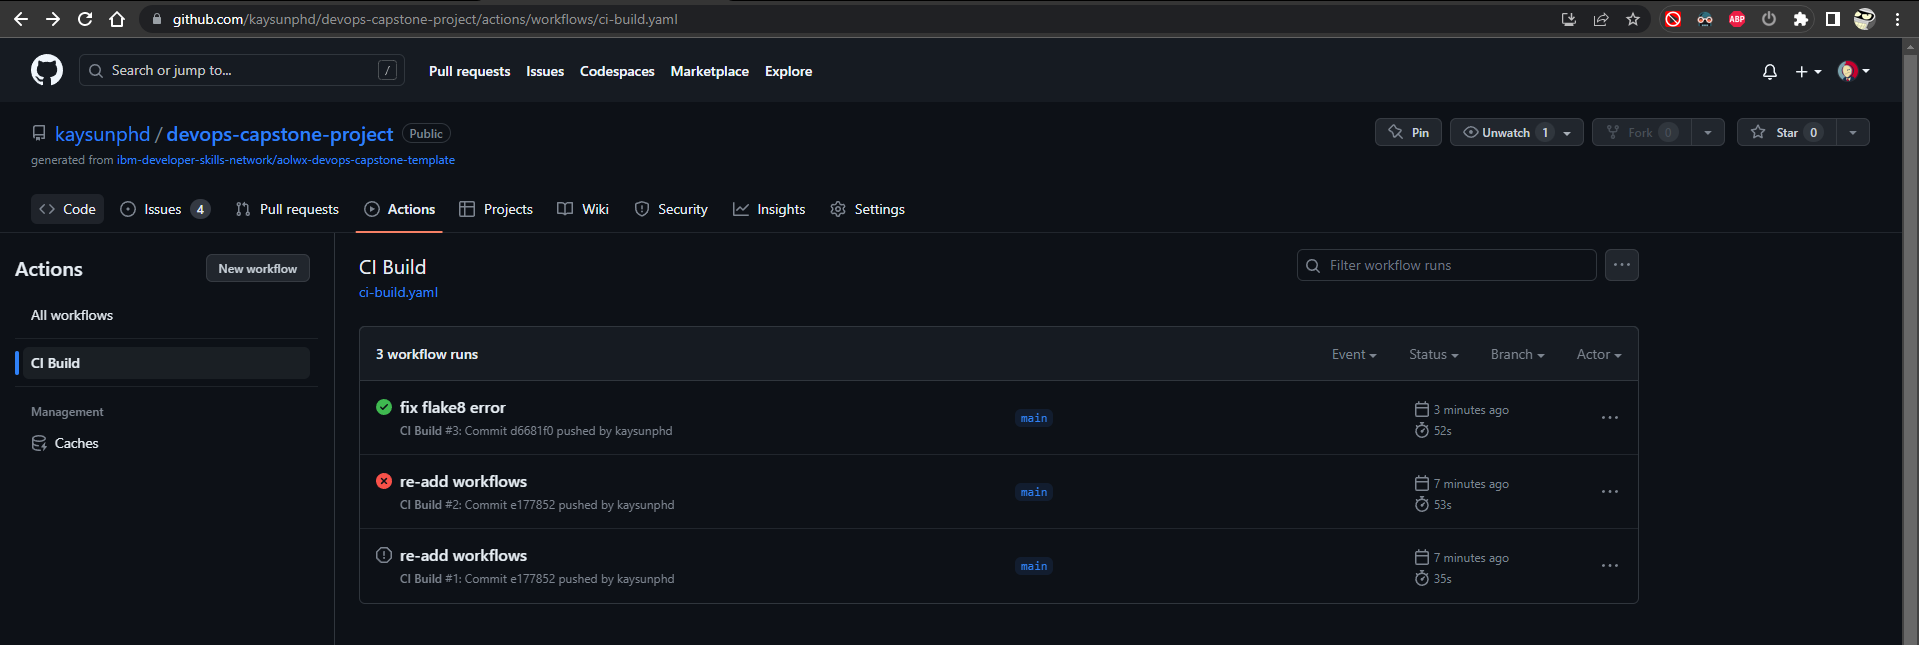 github.com/kaysunphd/devops-capstone-project/actions/workflows/ci-build.yaml
ABP
Search or jump to... /
Pull requests Issues Codespaces Marketplace Explore
kaysunphd / devops-capstone-project Public
Pin Unwatch 1 Fork 0 Star 0
generated from ibm-developer-skills-network/aolwx-devops-capstone-template
Code Issues 4 Pull requests Actions Projects Wiki Security Insights Settings
Actions New workflow
All workflows
CI Build
Management
Caches
CI Build
ci-build.yaml
Filter workflow runs
3 workflow runs Event Status Branch Actor
fix flake8 error
CI Build #3: Commit d6681f0 pushed by kaysunphd
main
3 minutes ago
52s
re-add workflows
CI Build #2: Commit e177852 pushed by kaysunphd
main
7 minutes ago
53s
re-add workflows
CI Build #1: Commit e177852 pushed by kaysunphd
main
7 minutes ago
35s